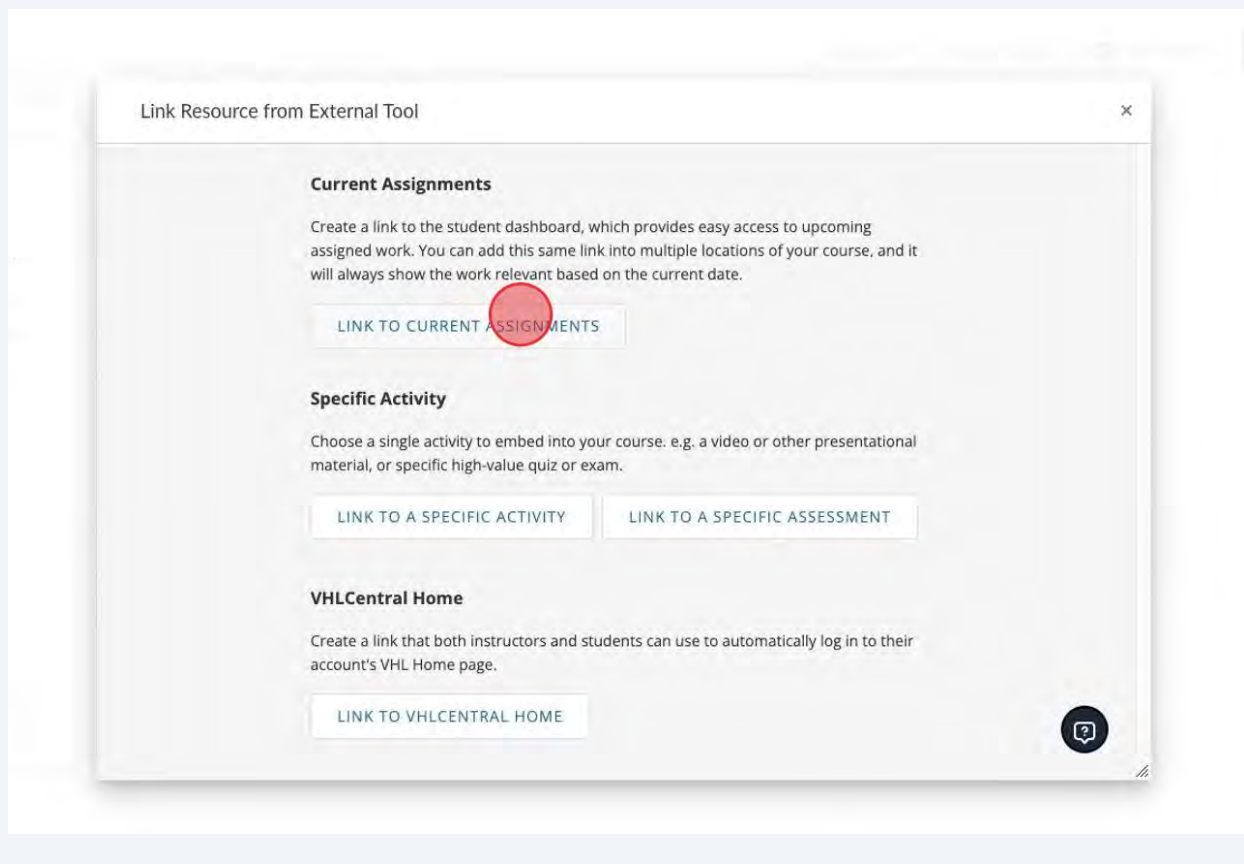 Link Resource from External Tool
×
Current Assignments
Create a link to the student dashboard, which provides easy access to upcoming
assigned work. You can add this same link into multiple locations of your course, and it
will always show the work relevant based on the current date.
LINK TO CURRENT ASSIGNMENTS
Specific Activity
Choose a single activity to embed into your course. e.g. a video or other presentational
material, or specific high-value quiz or exam.
LINK TO A SPECIFIC ACTIVITY LINK TO A SPECIFIC ASSESSMENT
VHLCentral Home
Create a link that both instructors and students can use to automatically log in to their
account's VHL Home page.
LINK TO VHLCENTRAL HOME
?